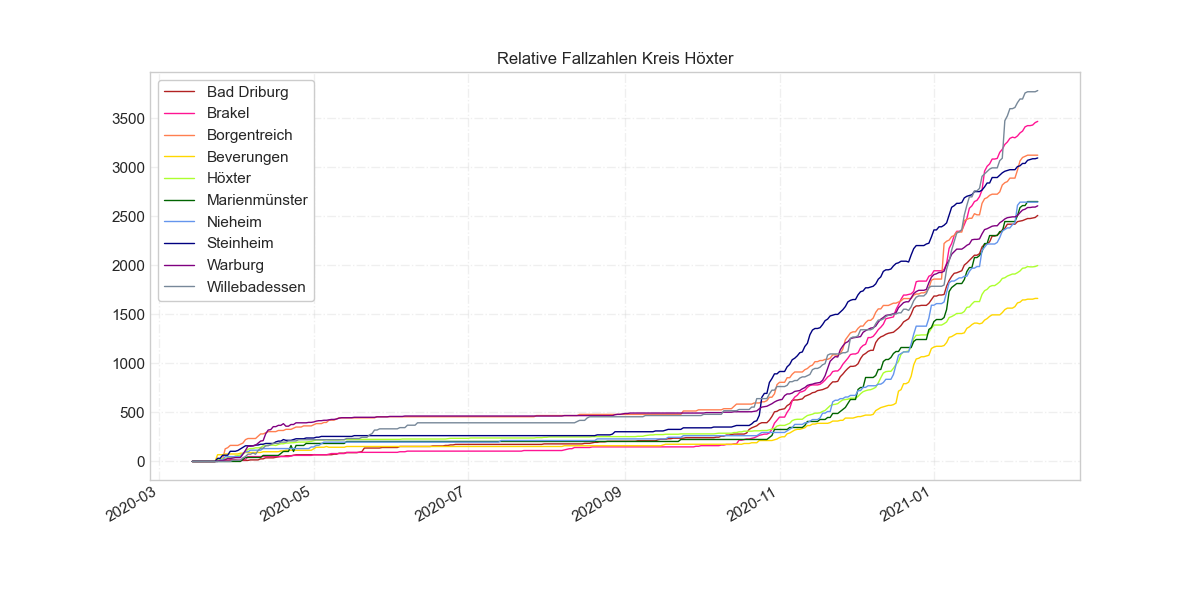 Relative Fallzahlen Kreis Höxter
Bad Driburg
Brakel
Borgentreich
Beverungen
Höxter
Marienmünster
Nieheim
Steinheim
Warburg
Willebadessen
3500
3000
2500
2000
1500
1000
500
0
2020-03
2020-05
2020-07
2020-09
2020-11
2021-01